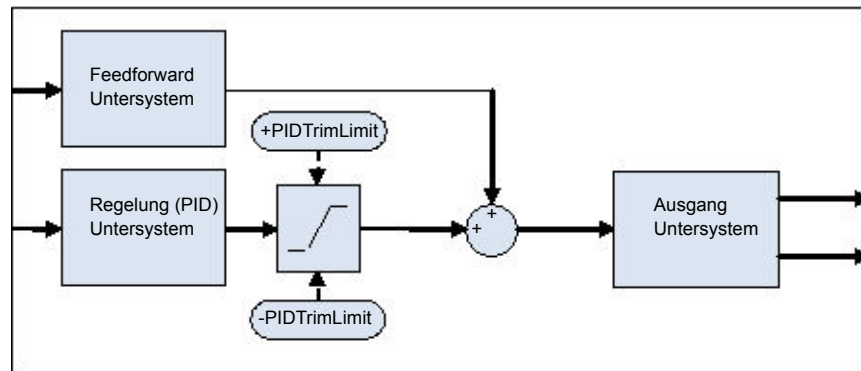 Feedforward
Untersystem
+PIDTrimLimit
Regelung (PID)
Untersystem
+
+
Ausgang
Untersystem
-PIDTrimLimit